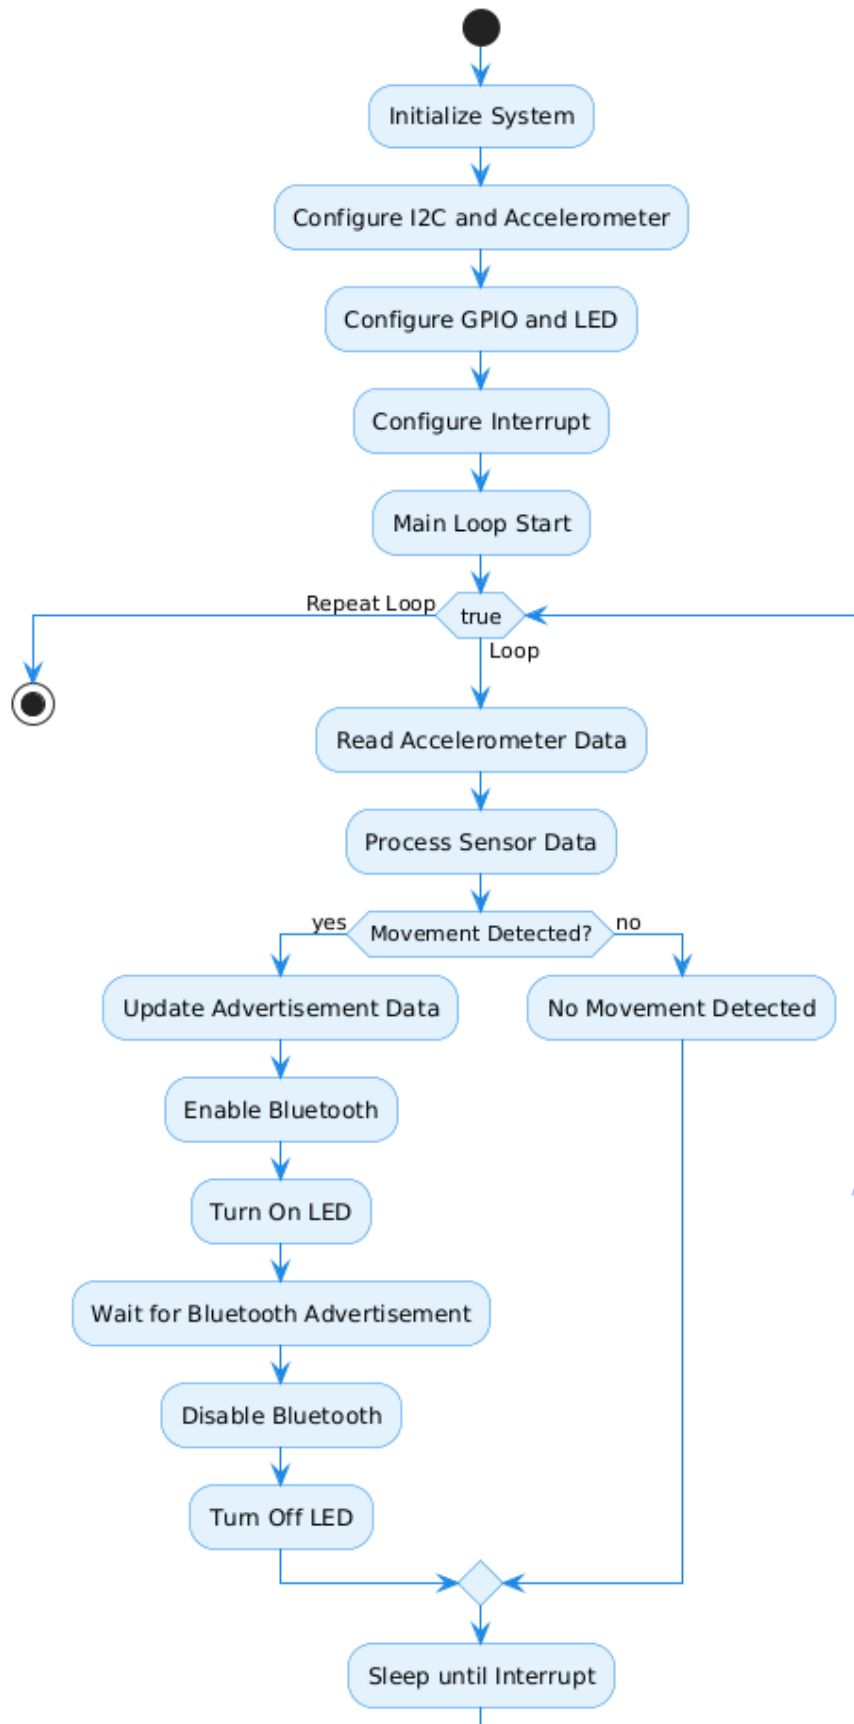 Initialize System
Configure I2C and Accelerometer
Configure GPIO and LED
Configure Interrupt
Main Loop Start
Repeat Loop
true
Loop
Read Accelerometer Data
Process Sensor Data
yes
Movement Detected?
no
Update Advertisement Data
No Movement Detected
Enable Bluetooth
Turn On LED
Wait for Bluetooth Advertisement
Disable Bluetooth
Turn Off LED
Sleep until Interrupt